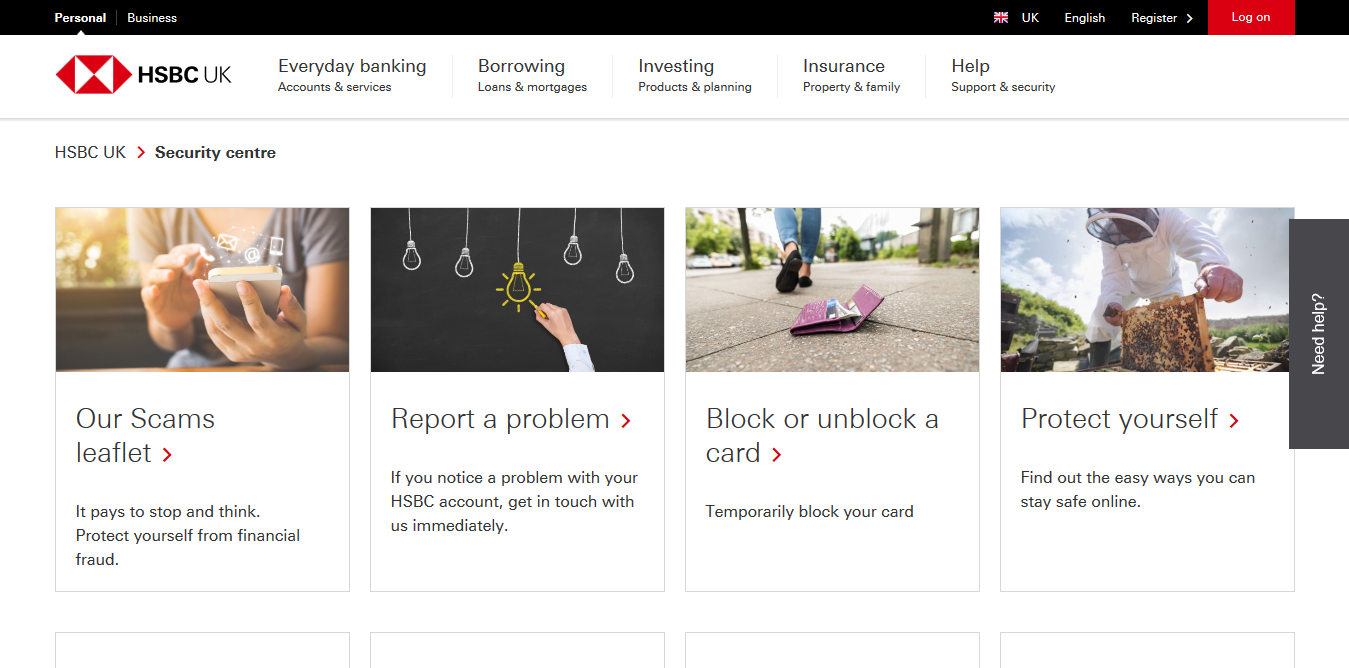 Personal Business UK English Register Log on
HSBC UK
Everyday banking Borrowing Investing Insurance Help
Accounts & services Loans & mortgages Products & planning Property & family Support & security
HSBC UK Security centre
Need help?
Our Scams
leaflet
It pays to stop and think.
Protect yourself from financial
fraud.
Report a problem
If you notice a problem with your
HSBC account, get in touch with
us immediately.
Block or unblock a
card
Temporarily block your card
Protect yourself
Find out the easy ways you can
stay safe online.